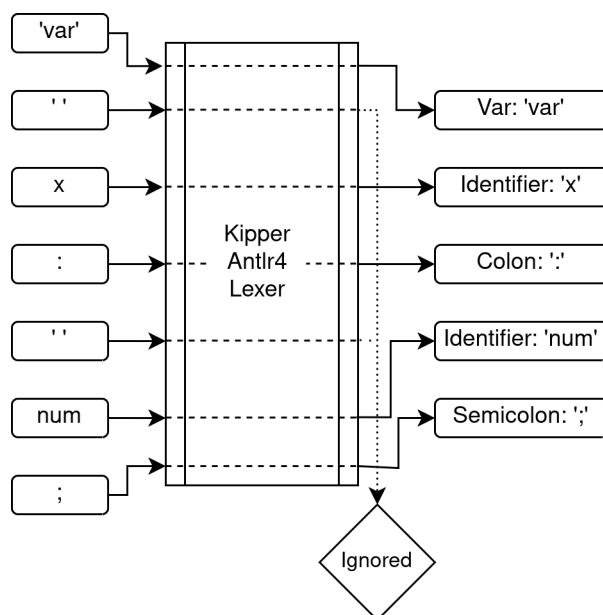 'var'
' '
x
:
' '
num
;
Kipper
Antlr4
Lexer
Var: 'var'
Identifier: 'x'
Colon: ':'
Identifier: 'num'
Semicolon: ';'
Ignored